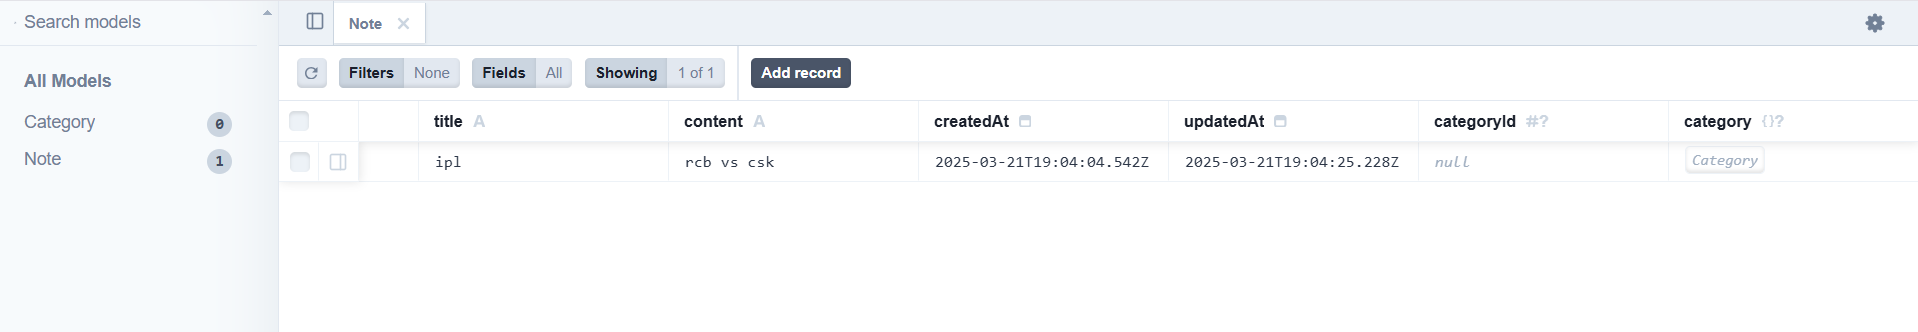 Search models
All Models
Category 0
Note 1
Note
Filters None Fields All Showing 1 of 1 Add record
title A content A createdAt updatedAt categoryId #? category {}?
ipl rcb vs csk 2025-03-21T19:04:04.542Z 2025-03-21T19:04:25.228Z null Category